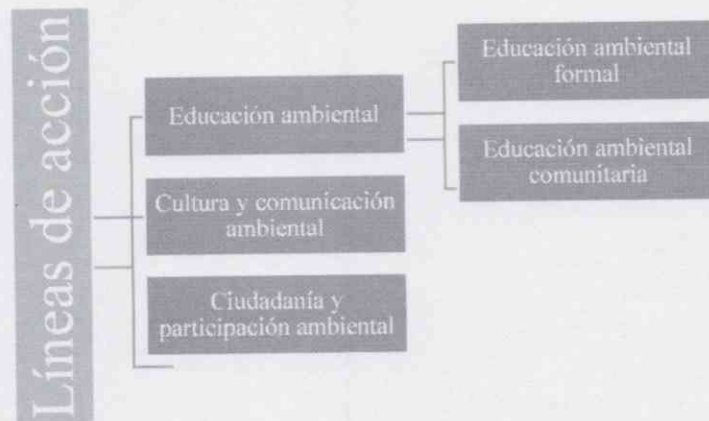 Líneas de acción
Educación ambiental
Cultura y comunicación
ambiental
Ciudadanía y
participación ambiental
Educación ambiental
formal
Educación ambiental
comunitaria